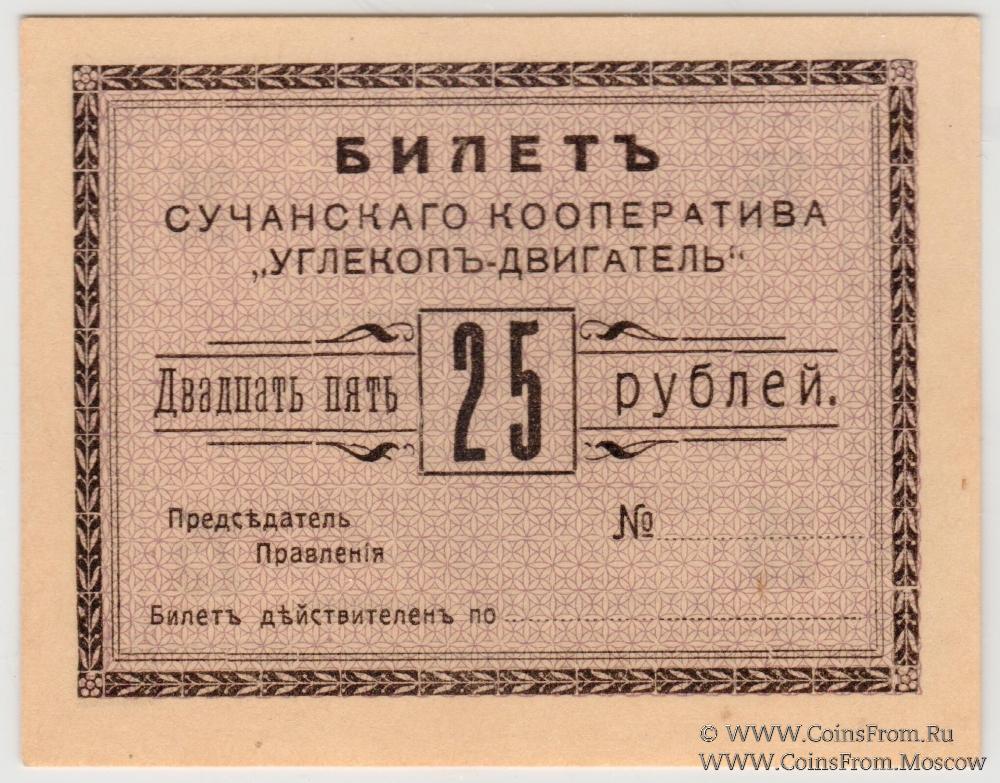 БИЛЕТЪ
СУЧАНСКАГО КООПЕРАТИВА
„УГЛЕКОПЪ-ДВИГАТЕЛЬ“
Двадцать пять 25 рублей.
Предсѣдатель
Правленія
№
Билетъ дѣйствителенъ по
© WWW.CoinsFrom.Ru
WWW.CoinsFrom.Moscow